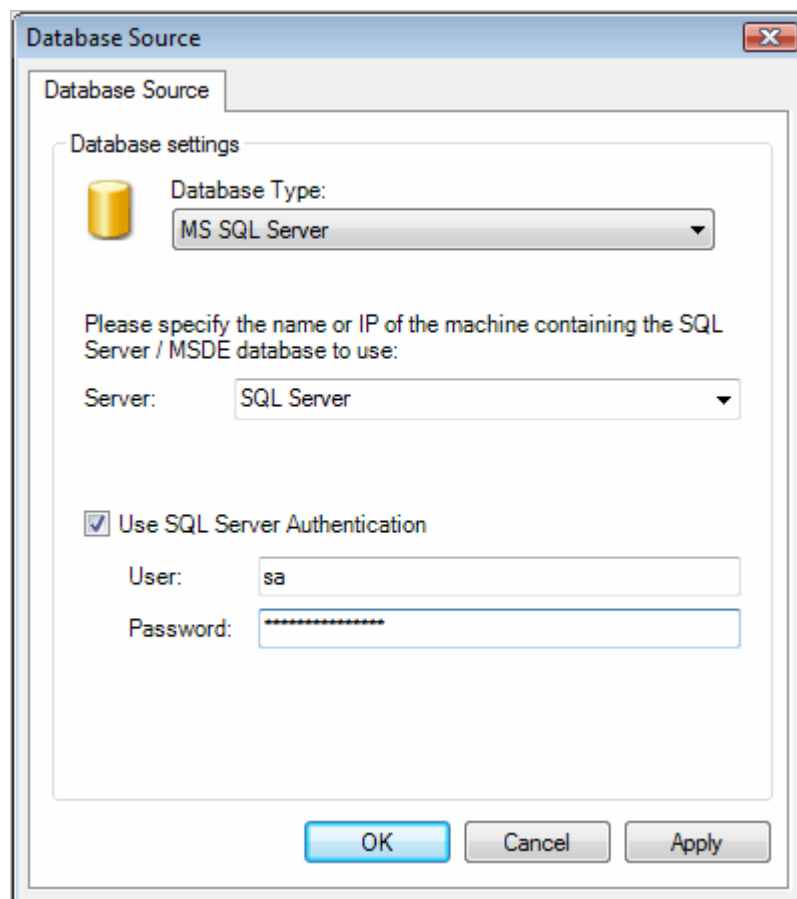 Database Source
Database Source
Database settings
Database Type:
MS SQL Server
Please specify the name or IP of the machine containing the SQL
Server / MSDE database to use:
Server: SQL Server
Use SQL Server Authentication
User: sa
Password: ***************
OK Cancel Apply